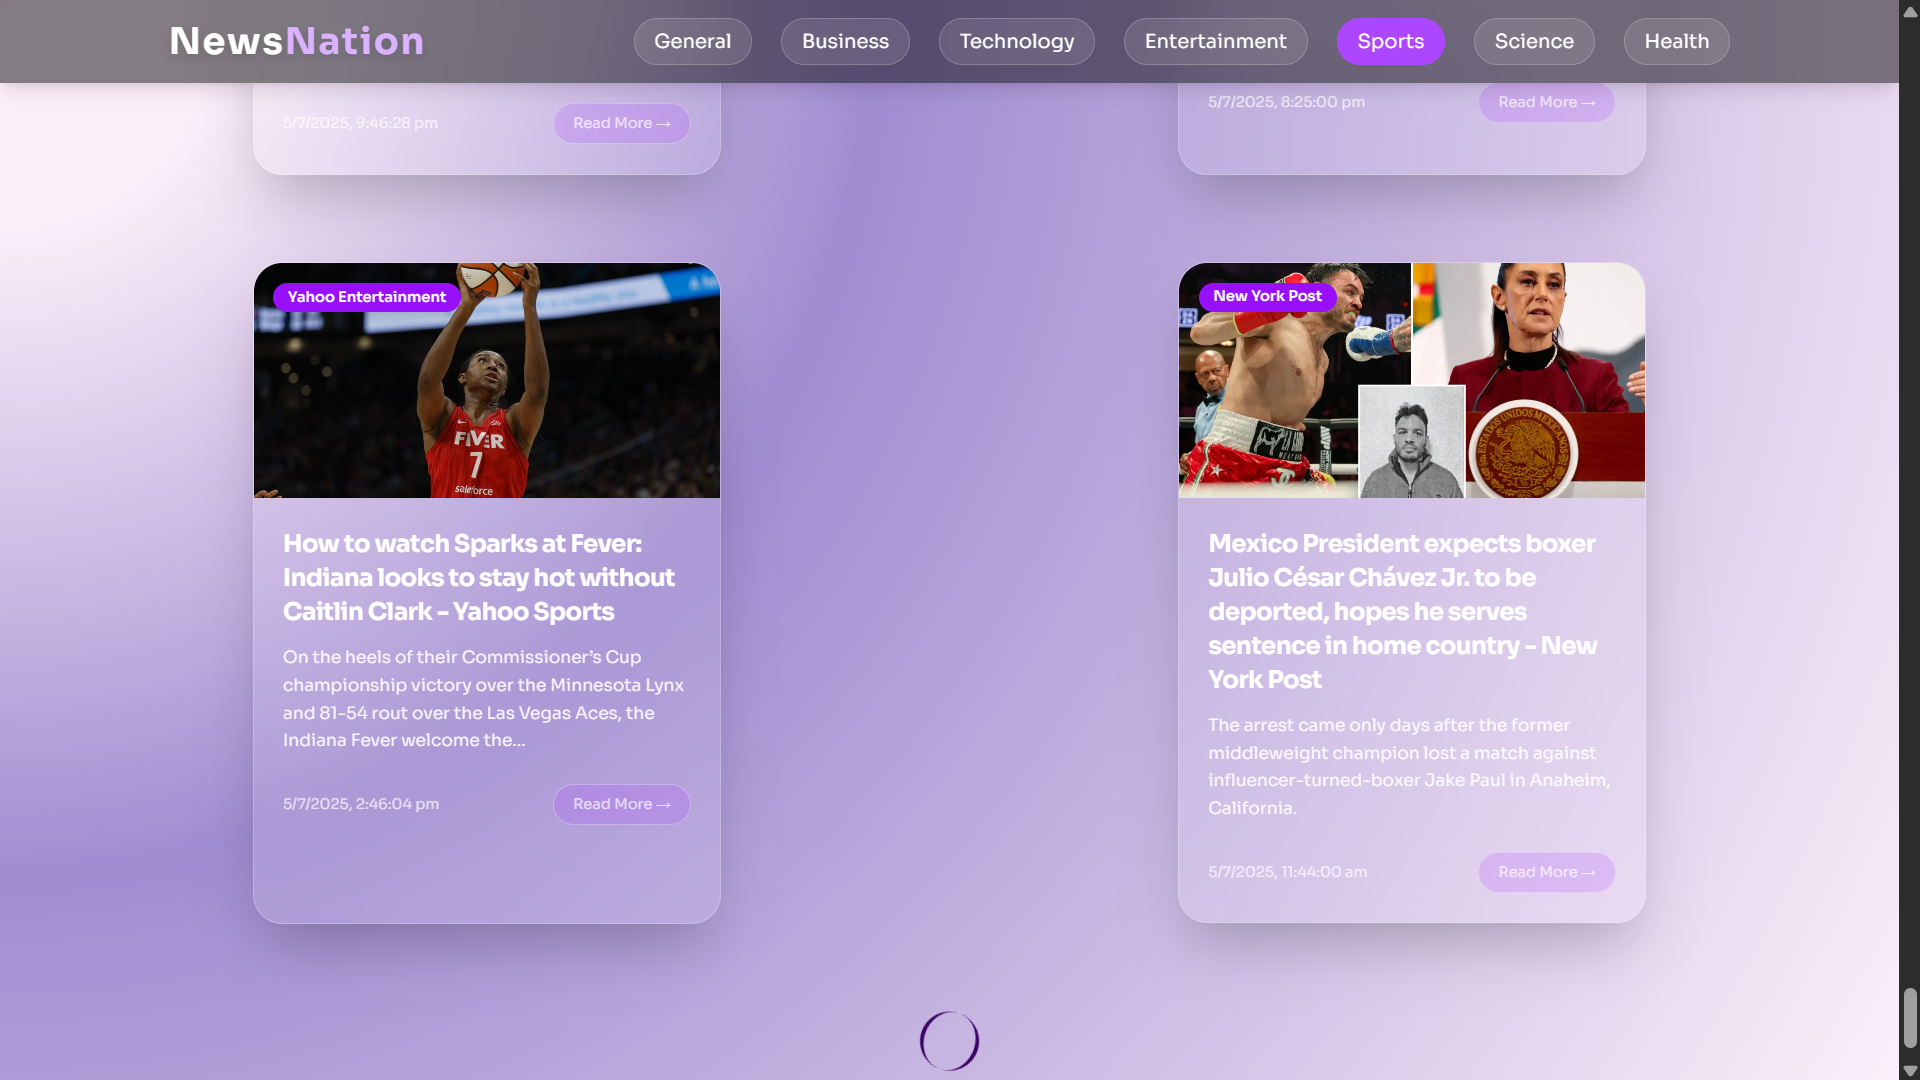 NewsNation
General
Business
Technology
Entertainment
Sports
Science
Health
5/7/2025, 9:46:28 pm
Read More →
5/7/2025, 8:25:00 pm
Read More →
Yahoo Entertainment
FEVER
7
salesforce
How to watch Sparks at Fever:
Indiana looks to stay hot without
Caitlin Clark - Yahoo Sports
On the heels of their Commissioner’s Cup
championship victory over the Minnesota Lynx
and 81-54 rout over the Las Vegas Aces, the
Indiana Fever welcome the...
5/7/2025, 2:46:04 pm
Read More →
New York Post
ESTADOS UNIDOS MEXICANOS
Mexico President expects boxer
Julio César Chávez Jr. to be
deported, hopes he serves
sentence in home country - New
York Post
The arrest came only days after the former
middleweight champion lost a match against
influencer-turned-boxer Jake Paul in Anaheim,
California.
5/7/2025, 11:44:00 am
Read More →